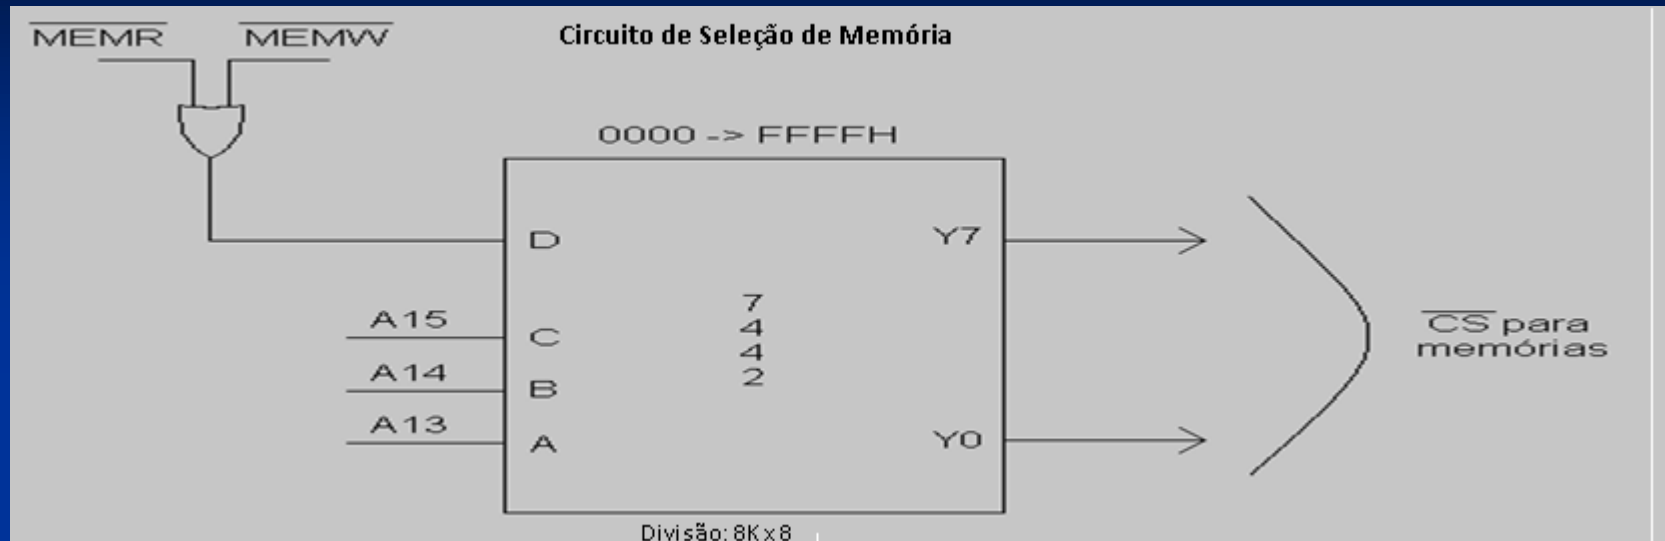 MEMR MEMW Circuito de Seleção de Memória
0000 -> FFFFH
D Y7
A15 C
A14 B
A13 A Y0
7
4
4
2
CS para
memórias
Divisão: 8K x 8